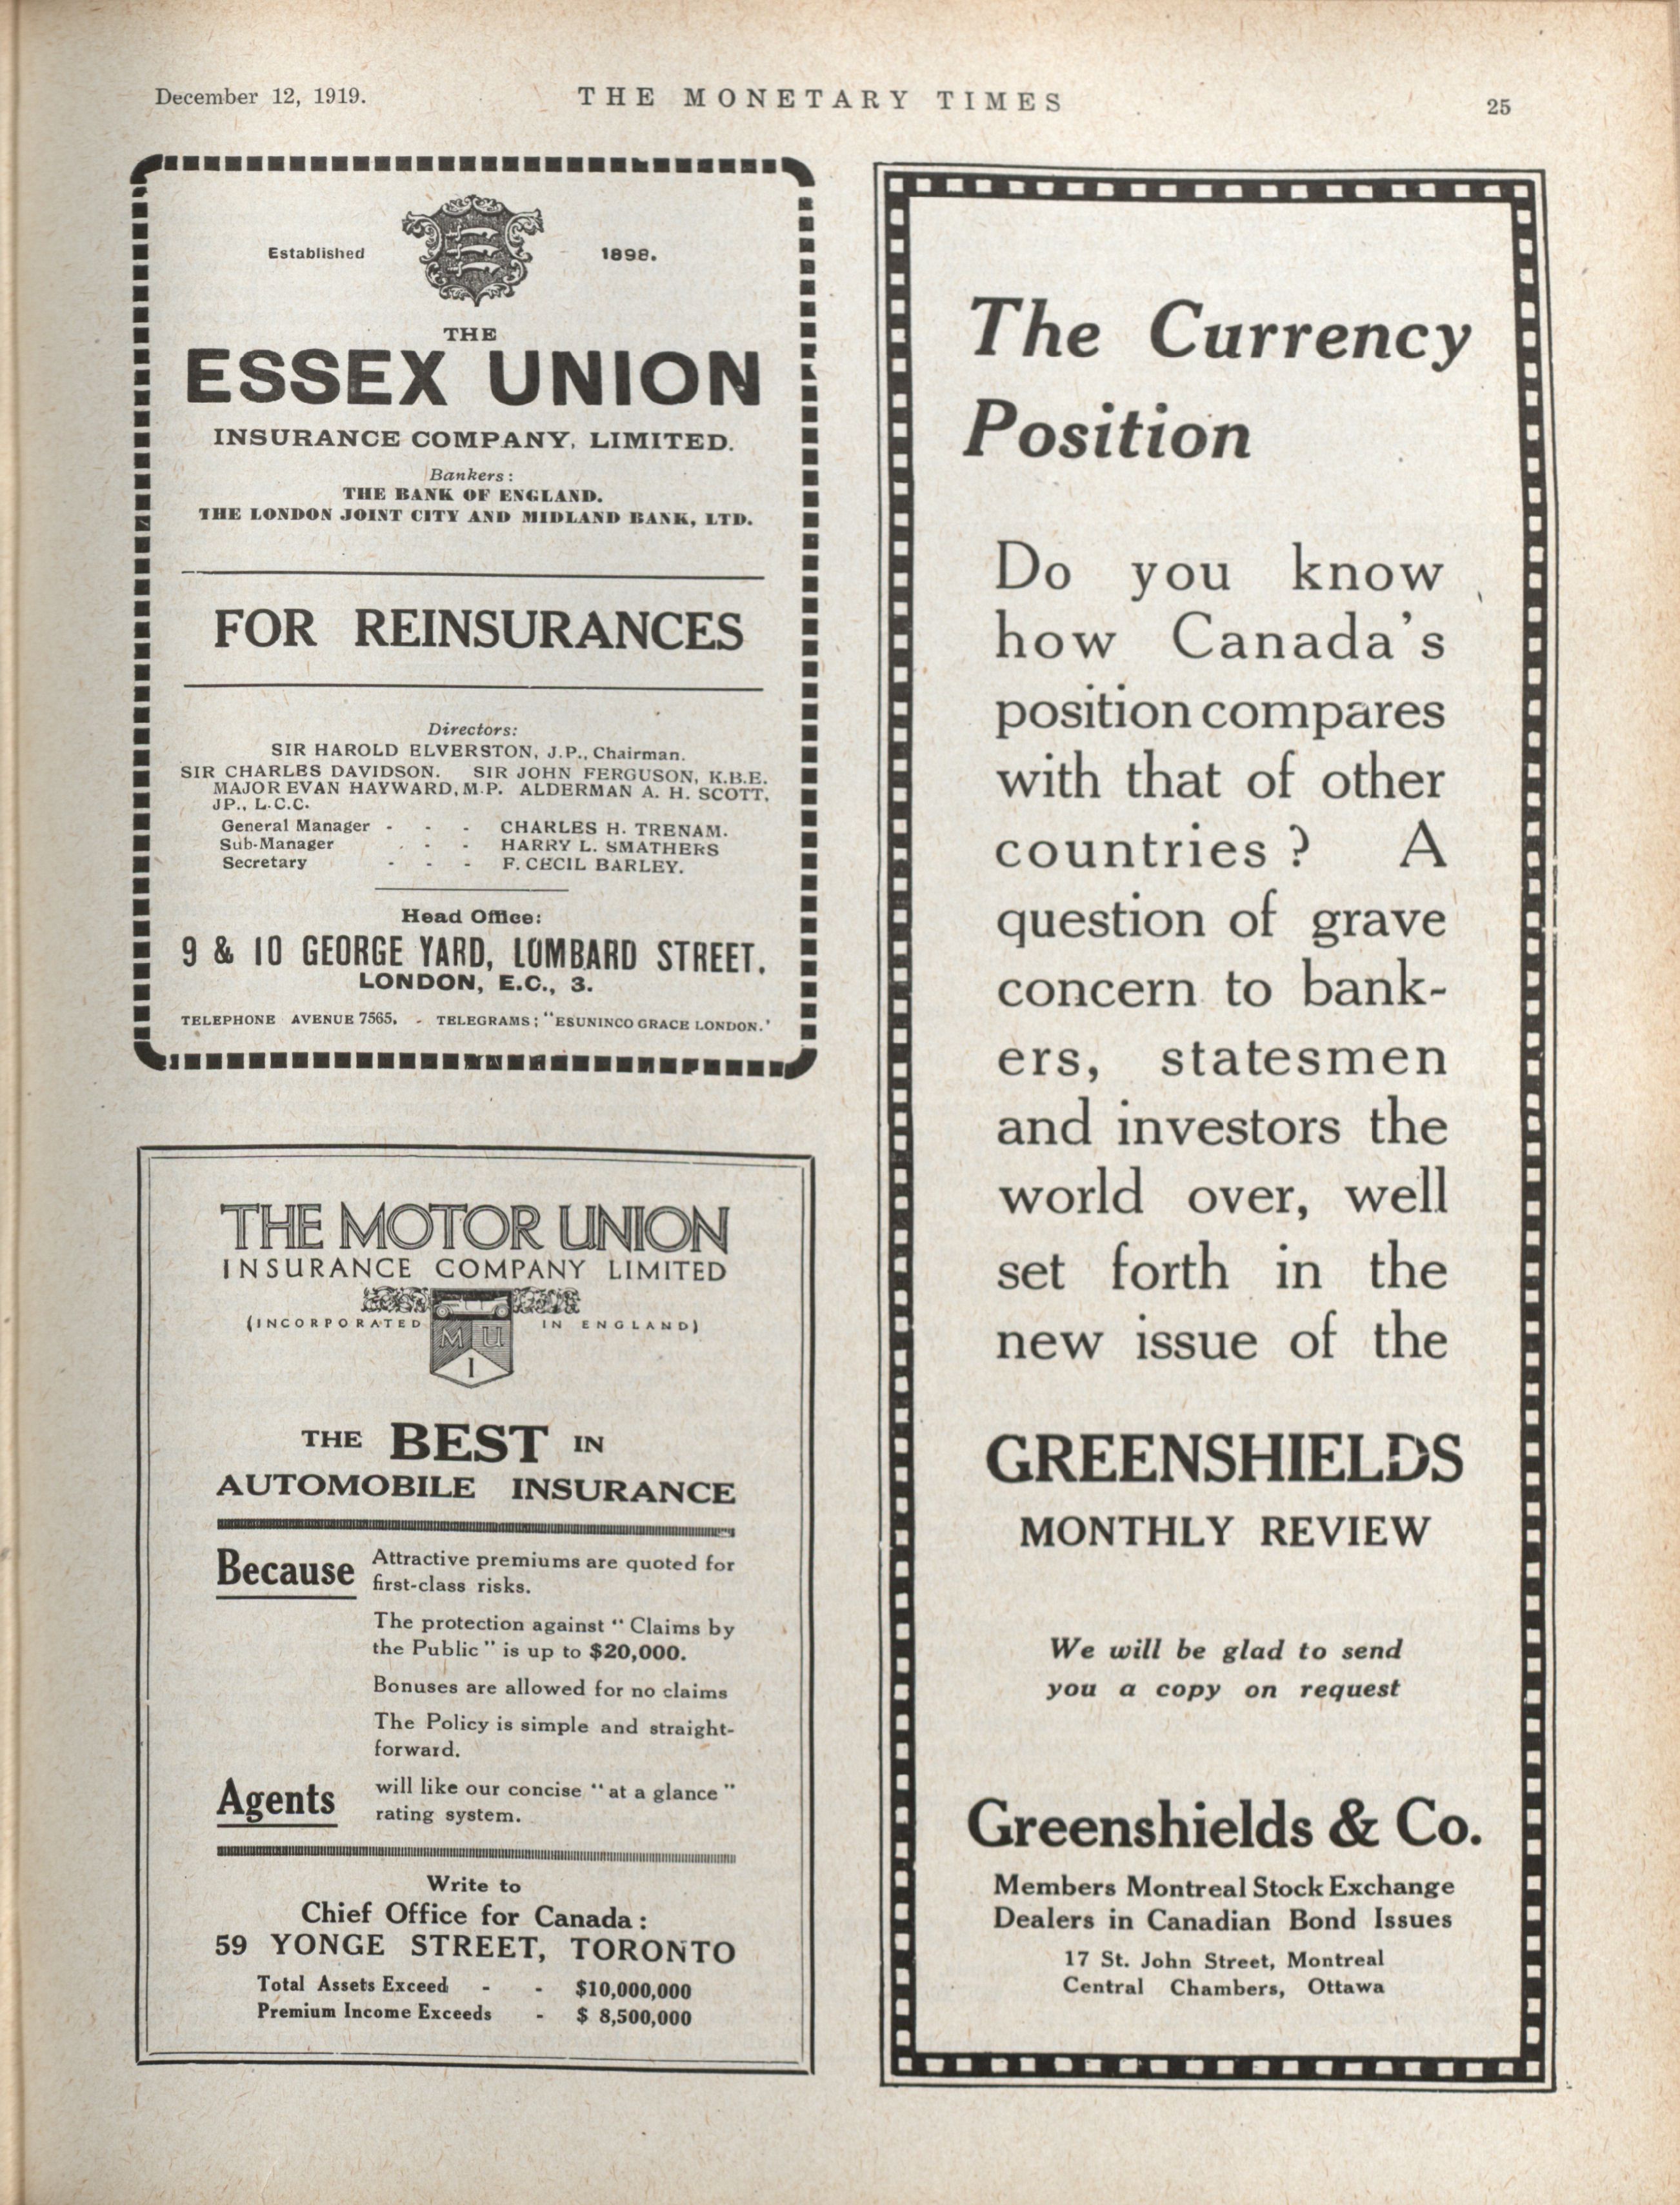 December 12, 1919.
THE MONETARY TIMES
25
Established 1898.
THE
ESSEX UNION
INSURANCE COMPANY, LIMITED.
Bankers:
THE BANK OF ENGLAND.
THE LONDON JOINT CITY AND MIDLAND BANK, LTD.
FOR REINSURANCES
Directors:
SIR HAROLD ELVERSTON, J.P., Chairman.
SIR CHARLES DAVIDSON. SIR JOHN FERGUSON, K.B.E.
MAJOR EVAN HAYWARD, M.P. ALDERMAN A. H. SCOTT,
JP., L.C.C.
General Manager - - - CHARLES H. TRENAM.
Sub-Manager - - - HARRY L. SMATHERS
Secretary - - - F. CECIL BARLEY.
Head Office:
9 & 10 GEORGE YARD, LOMBARD STREET.
LONDON, E.C., 3.
TELEPHONE AVENUE 7565. - TELEGRAMS; "ESUNINCO GRACE LONDON.'
THE MOTOR UNION
INSURANCE COMPANY LIMITED
(INCORPORATED IN ENGLAND)
M U
I
THE BEST IN
AUTOMOBILE INSURANCE
Because Attractive premiums are quoted for
first-class risks.
The protection against "Claims by
the Public" is up to $20,000.
Bonuses are allowed for no claims
The Policy is simple and straight-
forward.
Agents will like our concise "at a glance"
rating system.
Write to
Chief Office for Canada:
59 YONGE STREET, TORONTO
Total Assets Exceed - - $10,000,000
Premium Income Exceeds - $ 8,500,000
The Currency
Position
Do you know
how Canada's
position compares
with that of other
countries? A
question of grave
concern to bank-
ers, statesmen
and investors the
world over, well
set forth in the
new issue of the
GREENSHIELDS
MONTHLY REVIEW
We will be glad to send
you a copy on request
Greenshields & Co.
Members Montreal Stock Exchange
Dealers in Canadian Bond Issues
17 St. John Street, Montreal
Central Chambers, Ottawa